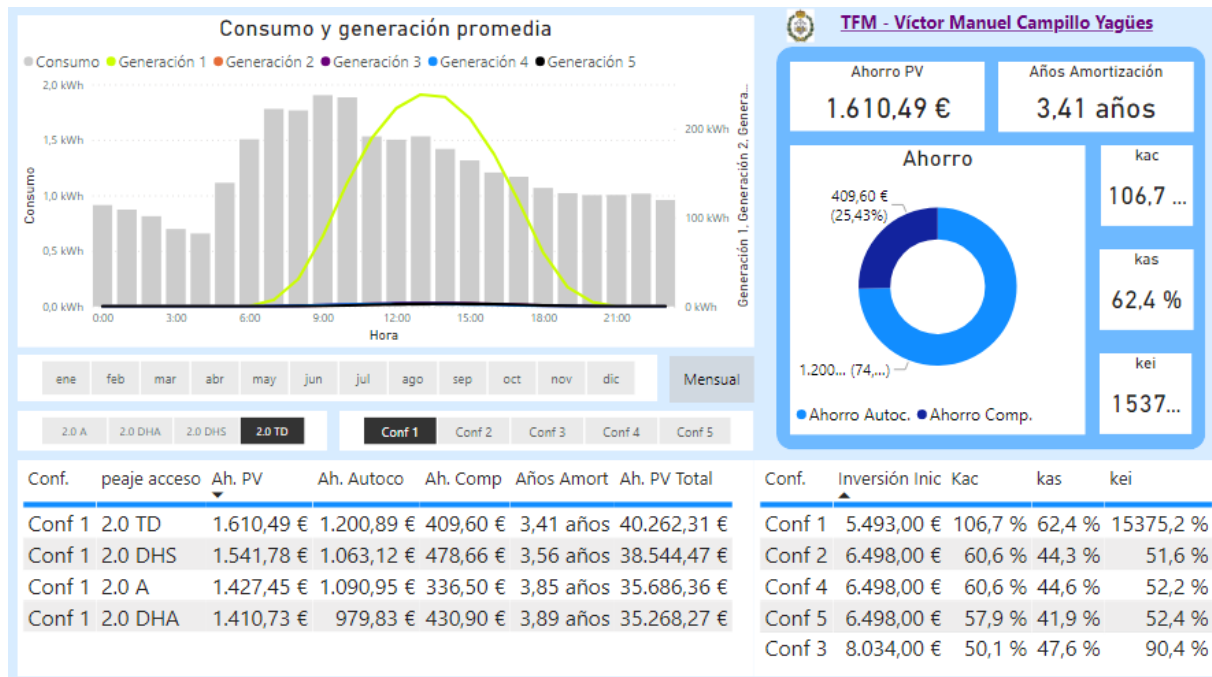 Consumo y generación promedia
Consumo Generación 1 Generación 2 Generación 3 Generación 4 Generación 5
2,0 kWh
1,5 kWh
1,0 kWh
0,5 kWh
0,0 kWh
Consumo
200 kWh
100 kWh
0 kWh
Generación 1, Generación 2, Genera...
0:00 3:00 6:00 9:00 12:00 15:00 18:00 21:00
Hora
ene feb mar abr may jun jul ago sep oct nov dic
Mensual
2.0 A 2.0 DHA 2.0 DHS 2.0 TD
Conf 1 Conf 2 Conf 3 Conf 4 Conf 5
TFM - Víctor Manuel Campillo Yagües
Ahorro PV
1.610,49 €
Años Amortización
3,41 años
Ahorro
409,60 €
(25,43%)
1.200... (74,...)
Ahorro Autoc. Ahorro Comp.
kac
106,7 ...
kas
62,4 %
kei
1537...
Conf. peaje acceso Ah. PV Ah. Autoco Ah. Comp Años Amort Ah. PV Total
Conf 1 2.0 TD 1.610,49 € 1.200,89 € 409,60 € 3,41 años 40.262,31 €
Conf 1 2.0 DHS 1.541,78 € 1.063,12 € 478,66 € 3,56 años 38.544,47 €
Conf 1 2.0 A 1.427,45 € 1.090,95 € 336,50 € 3,85 años 35.686,36 €
Conf 1 2.0 DHA 1.410,73 € 979,83 € 430,90 € 3,89 años 35.268,27 €
Conf. Inversión Inic Kac kas kei
Conf 1 5.493,00 € 106,7 % 62,4 % 15375,2 %
Conf 2 6.498,00 € 60,6 % 44,3 % 51,6 %
Conf 4 6.498,00 € 60,6 % 44,6 % 52,2 %
Conf 5 6.498,00 € 57,9 % 41,9 % 52,4 %
Conf 3 8.034,00 € 50,1 % 47,6 % 90,4 %